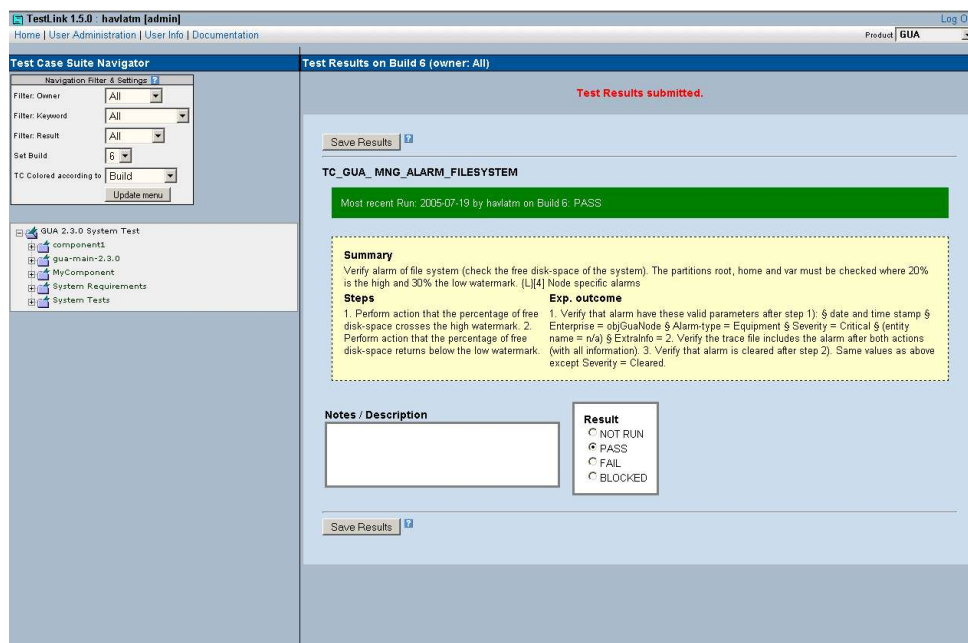 TestLink 1.5.0 : havlatm [admin]
Log O
Home | User Administration | User Info | Documentation
Product GUA
Test Case Suite Navigator
Navigation Filter & Settings ?
Filter: Owner All
Filter: Keyword All
Filter: Result All
Set Build 6
TC Colored according to Build
Update menu
GUA 2.3.0 System Test
component1
gua-main-2.3.0
MyComponent
System Requirements
System Tests
Test Results on Build 6 (owner: All)
Test Results submitted.
Save Results ?
TC_GUA_ MNG_ALARM_FILESYSTEM
Most recent Run: 2005-07-19 by havlatm on Build 6: PASS
Summary
Verify alarm of file system (check the free disk-space of the system). The partitions root, home and var must be checked where 20%
is the high and 30% the low watermark. (L)[4] Node specific alarms
Steps
1. Perform action that the percentage of free
disk-space crosses the high watermark. 2.
Perform action that the percentage of free
disk-space returns below the low watermark.
Exp. outcome
1. Verify that alarm have these valid parameters after step 1): § date and time stamp §
Enterprise = objGuaNode § Alarm-type = Equipment § Severity = Critical § (entity
name = n/a) § ExtraInfo = 2. Verify the trace file includes the alarm after both actions
(with all information). 3. Verify that alarm is cleared after step 2). Same values as above
except Severity = Cleared.
Notes / Description
Result
NOT RUN
PASS
FAIL
BLOCKED
Save Results ?